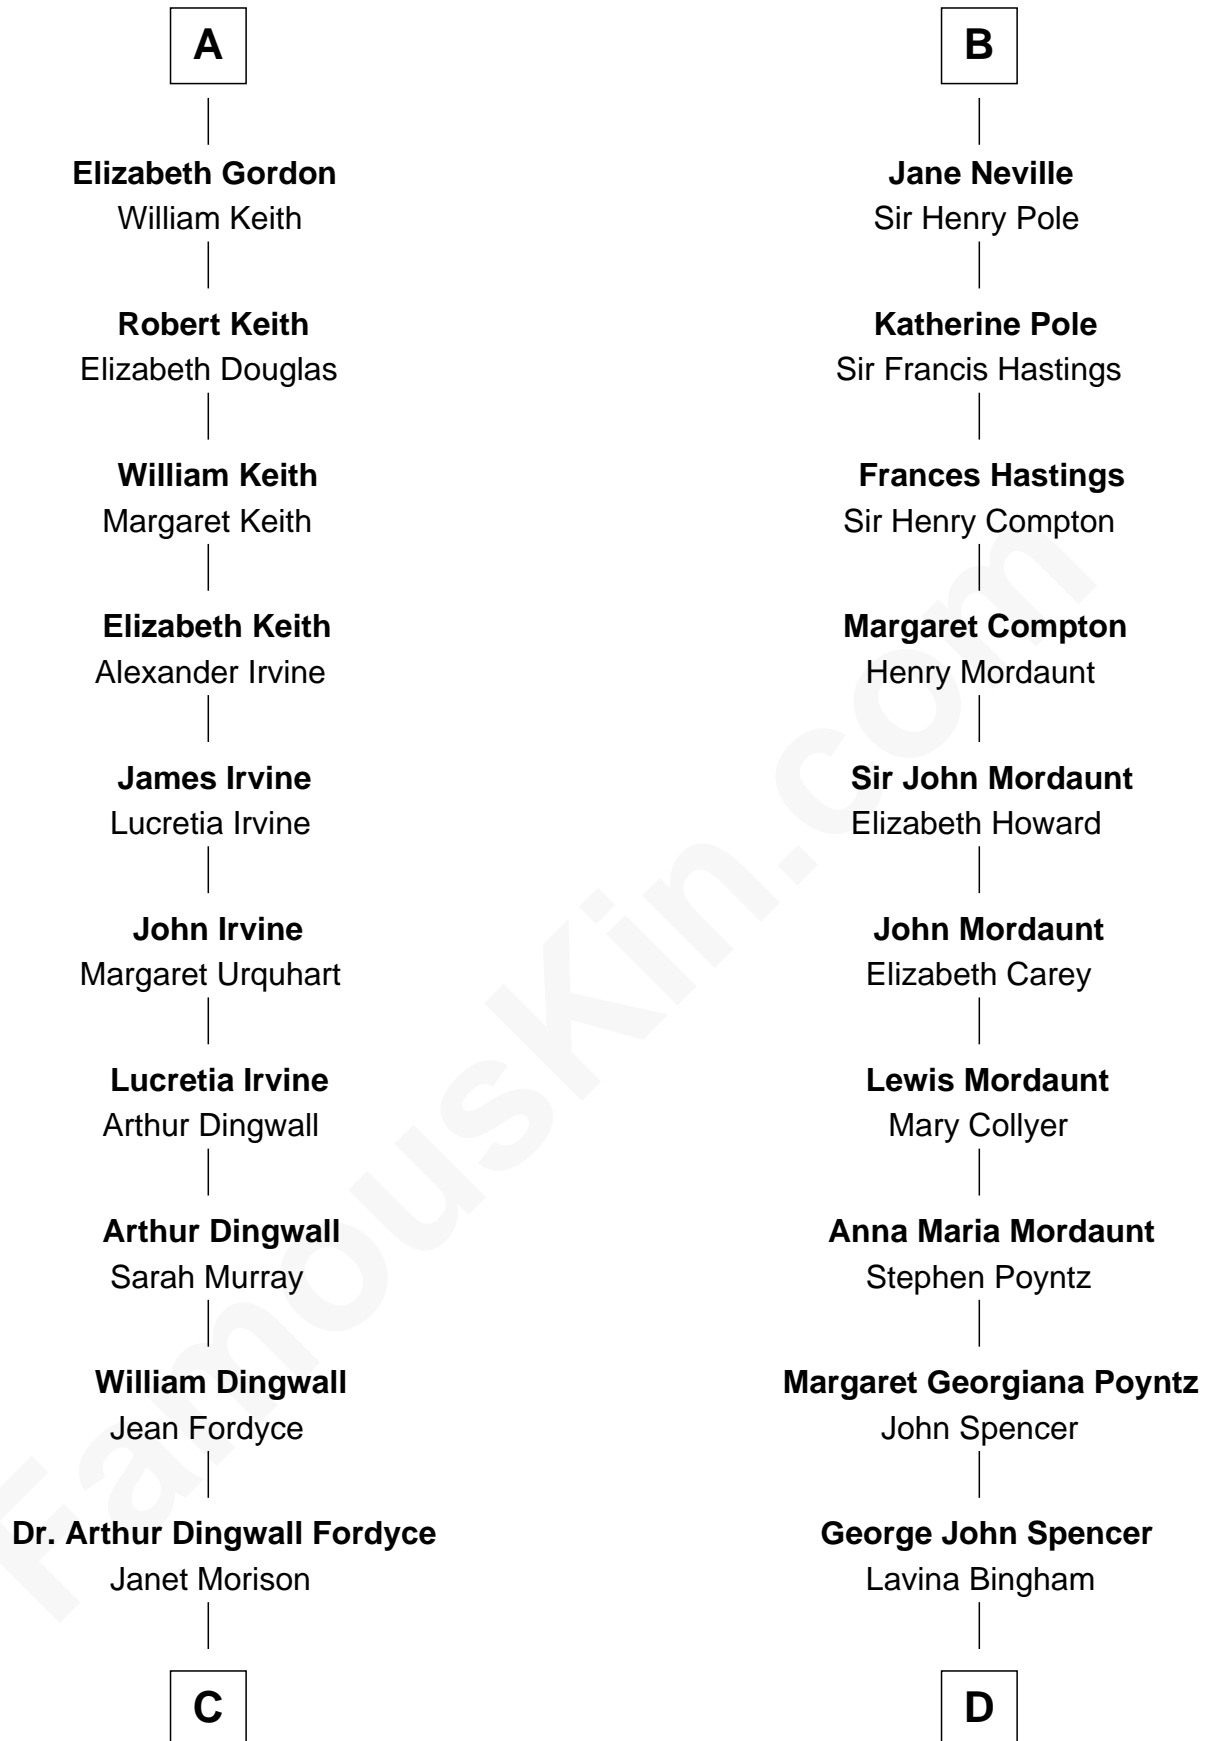 A
Elizabeth Gordon
William Keith
Robert Keith
Elizabeth Douglas
William Keith
Margaret Keith
Elizabeth Keith
Alexander Irvine
James Irvine
Lucretia Irvine
John Irvine
Margaret Urquhart
Lucretia Irvine
Arthur Dingwall
Arthur Dingwall
Sarah Murray
William Dingwall
Jean Fordyce
Dr. Arthur Dingwall Fordyce
Janet Morison
C
B
Jane Neville
Sir Henry Pole
Katherine Pole
Sir Francis Hastings
Frances Hastings
Sir Henry Compton
Margaret Compton
Henry Mordaunt
Sir John Mordaunt
Elizabeth Howard
John Mordaunt
Elizabeth Carey
Lewis Mordaunt
Mary Collyer
Anna Maria Mordaunt
Stephen Poyntz
Margaret Georgiana Poyntz
John Spencer
George John Spencer
Lavina Bingham
D
FamousKin.com